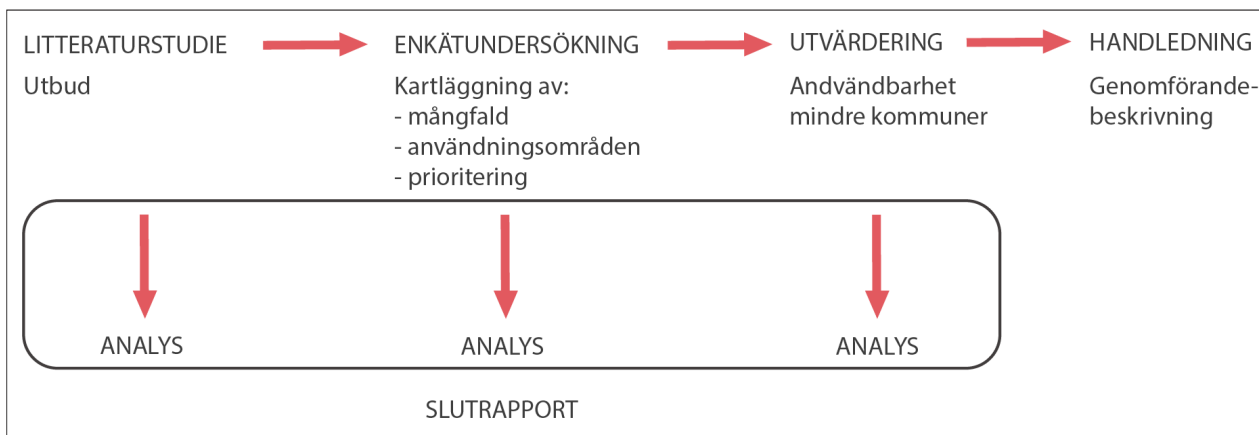 LITTERATURSTUDIE
Utbud
ENKÄTUNDERSÖKNING
Kartläggning av:
- mångfald
- användningsområden
- prioritering
UTVÄRDERING
Andvändbarhet
mindre kommuner
HANDLEDNING
Genomförande-
beskrivning
ANALYS
ANALYS
ANALYS
SLUTRAPPORT